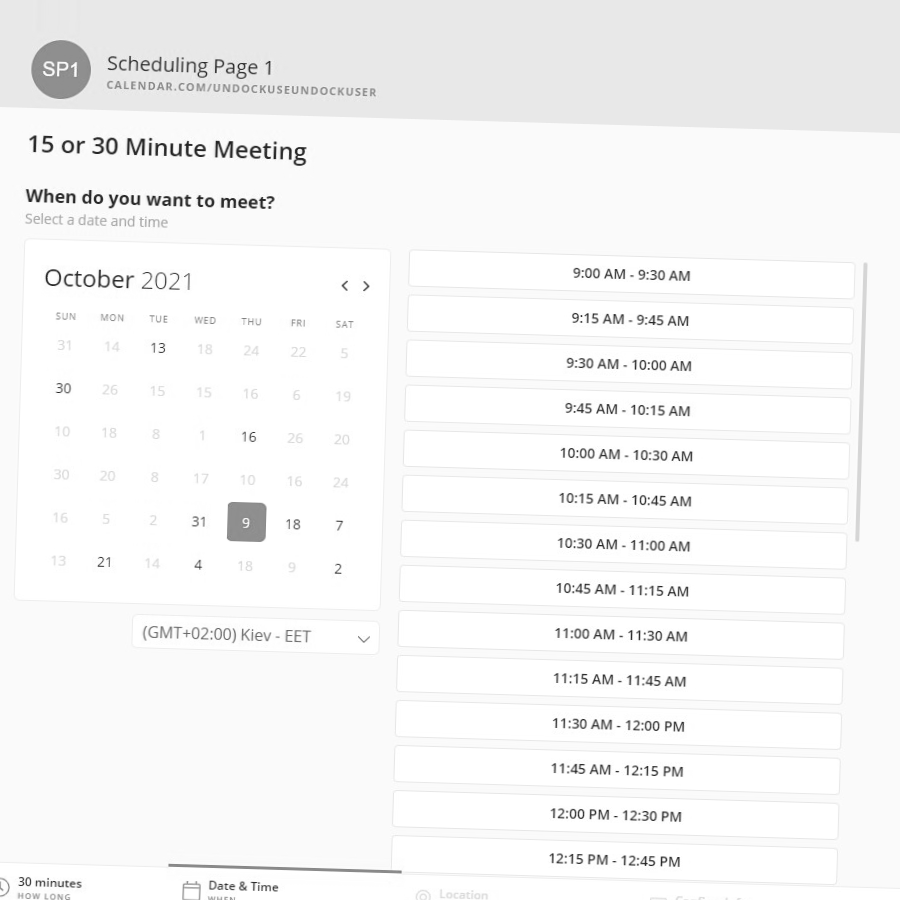 SP1
Scheduling Page 1
CALENDAR.COM/UNDOCKUSEUNDOCKUSER
15 or 30 Minute Meeting
When do you want to meet?
Select a date and time
October 2021
SUN MON TUE WED THU FRI SAT
31 14 13 18 24 22 5
30 26 15 15 16 6 19
10 18 8 1 16 26 20
30 20 8 17 10 16 24
16 5 2 31 9 18 7
13 21 14 4 18 9 2
(GMT+02:00) Kiev - EET
9:00 AM - 9:30 AM
9:15 AM - 9:45 AM
9:30 AM - 10:00 AM
9:45 AM - 10:15 AM
10:00 AM - 10:30 AM
10:15 AM - 10:45 AM
10:30 AM - 11:00 AM
10:45 AM - 11:15 AM
11:00 AM - 11:30 AM
11:15 AM - 11:45 AM
11:30 AM - 12:00 PM
11:45 AM - 12:15 PM
12:00 PM - 12:30 PM
12:15 PM - 12:45 PM
30 minutes
HOW LONG
Date & Time
WHEN
Location